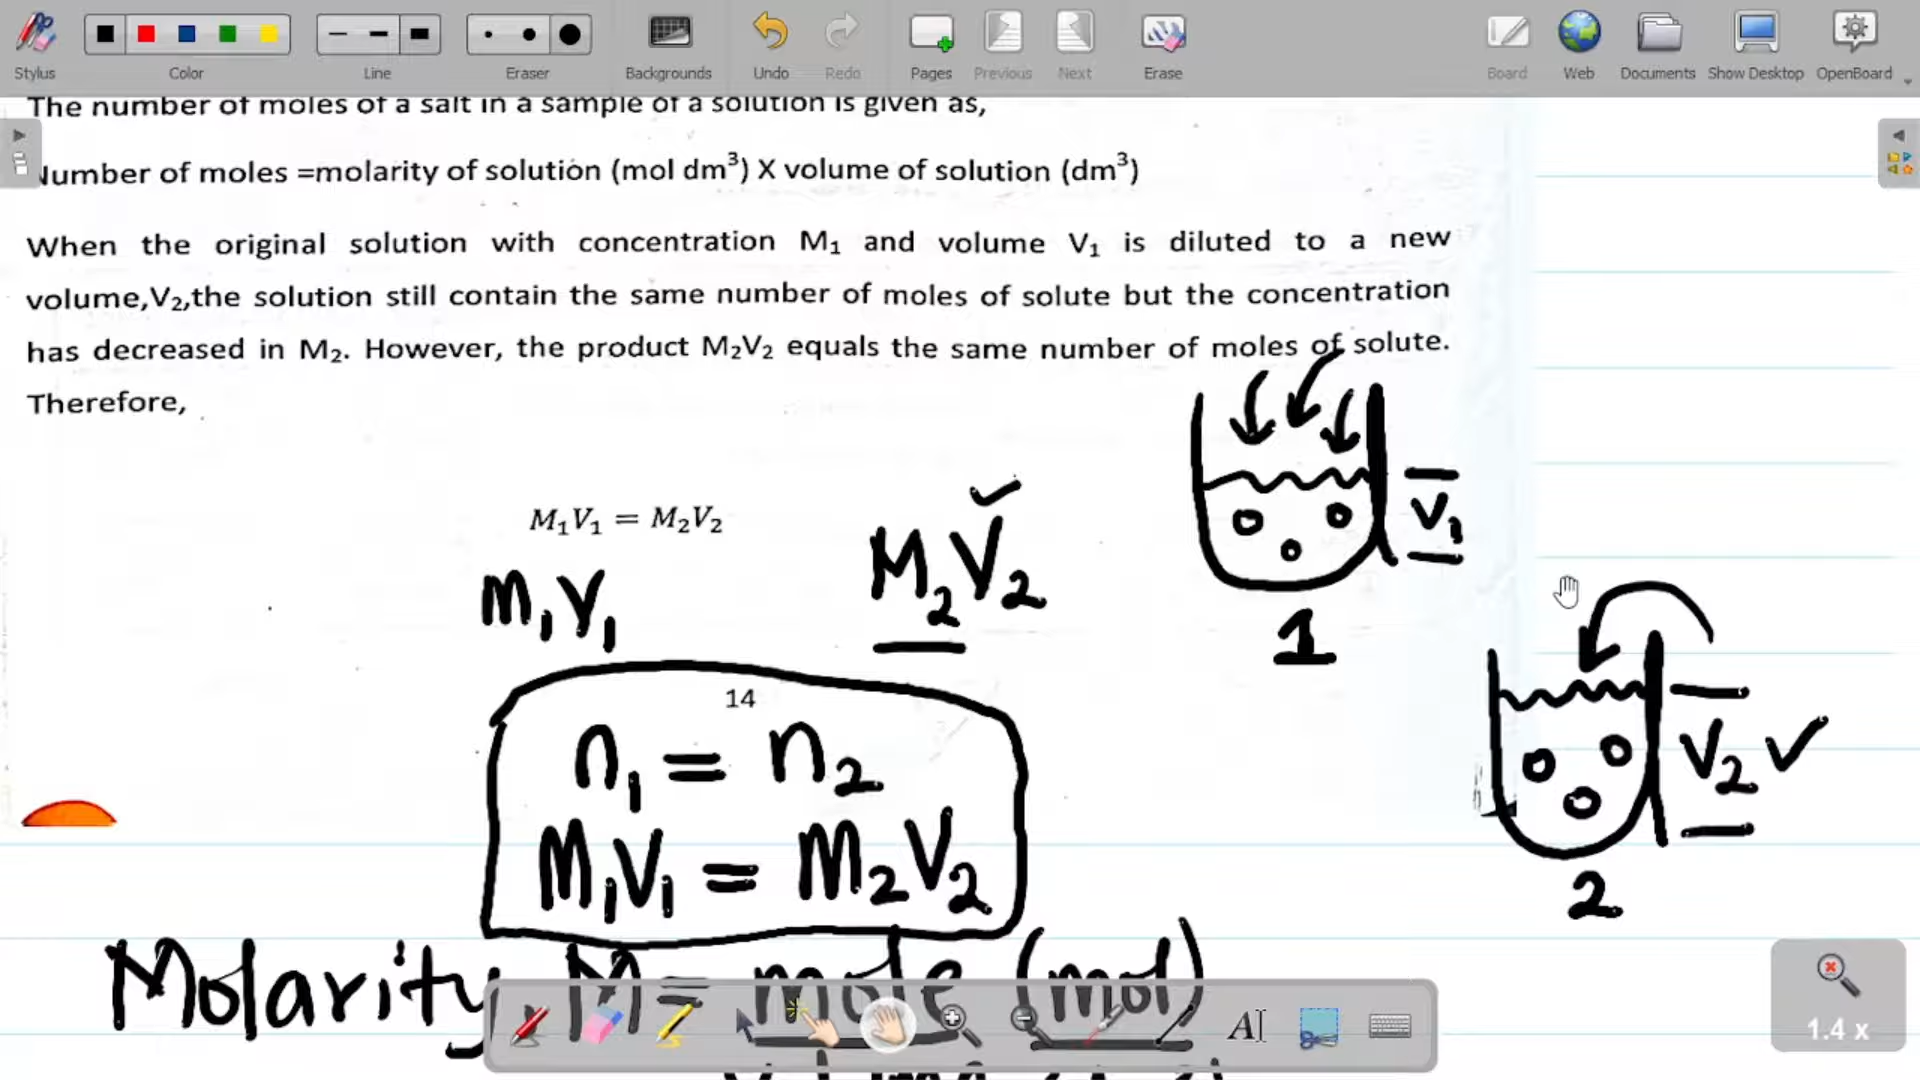 Stylus Color Line Eraser Backgrounds Undo Redo Pages Previous Next Erase Board Web Documents Show Desktop OpenBoard
The number of moles of a salt in a sample of a solution is given as,
Number of moles =molarity of solution (mol dm³) X volume of solution (dm³)
When the original solution with concentration M₁ and volume V₁ is diluted to a new
volume,V₂,the solution still contain the same number of moles of solute but the concentration
has decreased in M₂. However, the product M₂V₂ equals the same number of moles of solute.
Therefore,
M₁V₁ = M₂V₂
M₂V₂
V₁
M₁V₁
1
14
n₁ = n₂
V₂
M₁V₁ = M₂V₂
2
Molarity M = mole (mol)
1.4 x